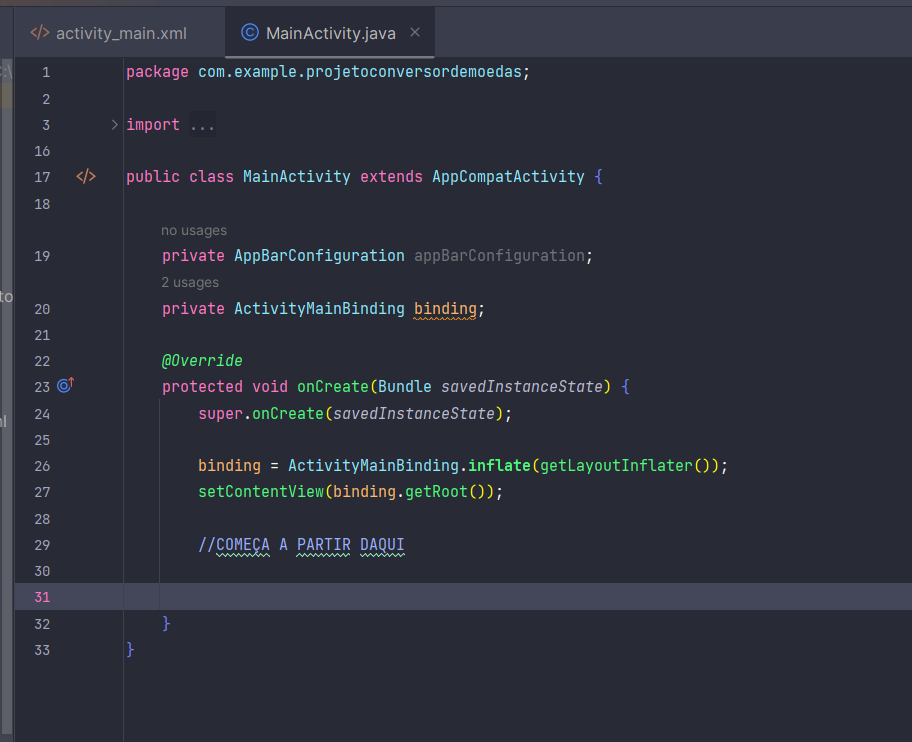 activity_main.xml
MainActivity.java
1 package com.example.projetoconversordemoedas;
2
3 import ...
16
17 </> public class MainActivity extends AppCompatActivity {
18
no usages
19 private AppBarConfiguration appBarConfiguration;
2 usages
20 private ActivityMainBinding binding;
21
22 @Override
23 protected void onCreate(Bundle savedInstanceState) {
24 super.onCreate(savedInstanceState);
25
26 binding = ActivityMainBinding.inflate(getLayoutInflater());
27 setContentView(binding.getRoot());
28
29 //COMEÇA A PARTIR DAQUI
30
31
32 }
33 }